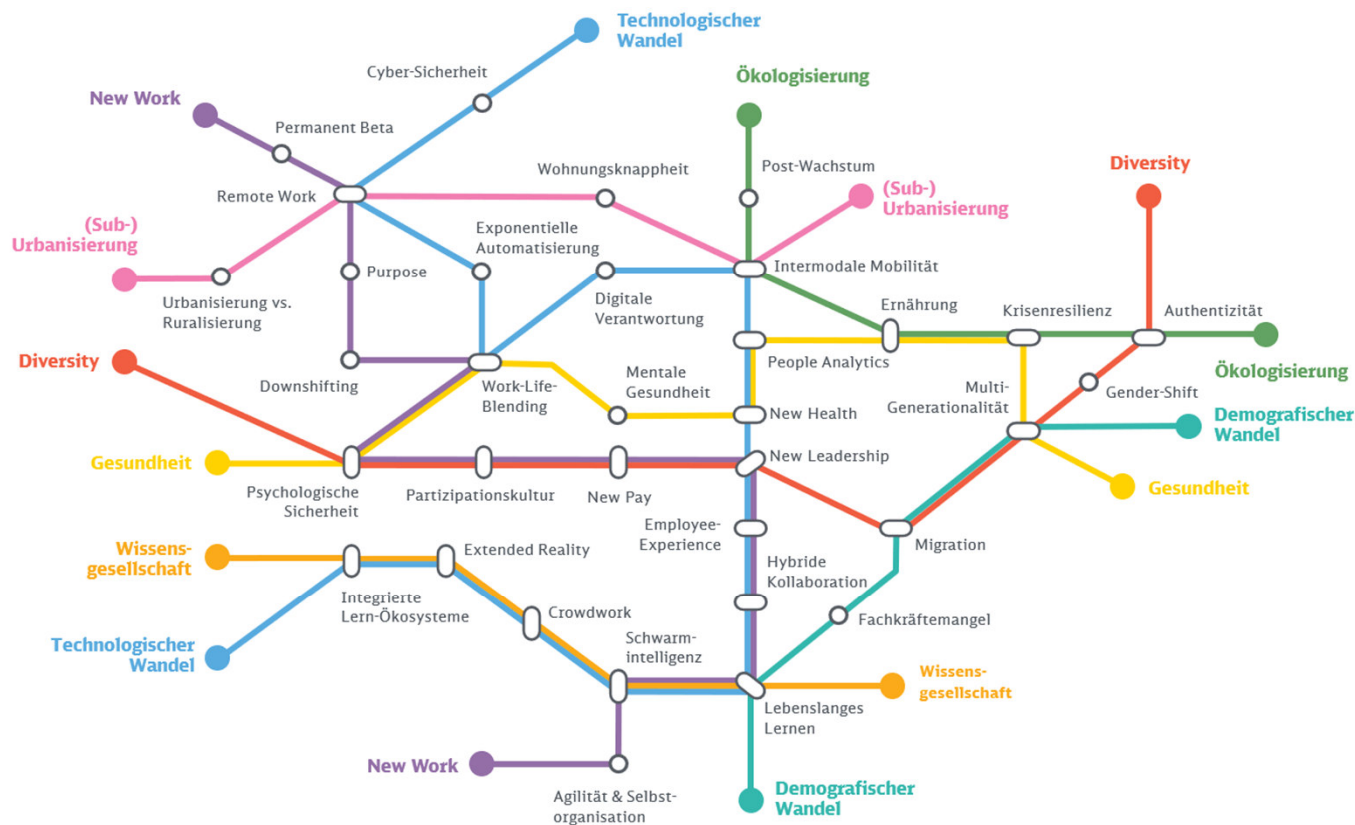 Technologischer
Wandel
Cyber-Sicherheit
Ökologisierung
New Work
Permanent Beta
Wohnungsknappheit
Post-Wachstum
Diversity
Remote Work
(Sub-)
Urbanisierung
(Sub-)
Urbanisierung
Exponentielle
Automatisierung
Purpose
Intermodale Mobilität
Urbanisierung vs.
Ruralisierung
Digitale
Verantwortung
Ernährung
Krisenresilienz
Authentizität
Diversity
Downshifting
Work-Life-
Blending
Mentale
Gesundheit
People Analytics
Multi-
Generationalität
Gender-Shift
Ökologisierung
New Health
Demografischer
Wandel
Gesundheit
Psychologische
Sicherheit
Partizipationskultur
New Pay
New Leadership
Gesundheit
Employee-
Experience
Migration
Wissens-
gesellschaft
Extended Reality
Hybride
Kollaboration
Integrierte
Lern-Ökosysteme
Crowdwork
Fachkräftemangel
Technologischer
Wandel
Schwarm-
intelligenz
Wissens-
gesellschaft
Lebenslanges
Lernen
New Work
Agilität & Selbst-
organisation
Demografischer
Wandel